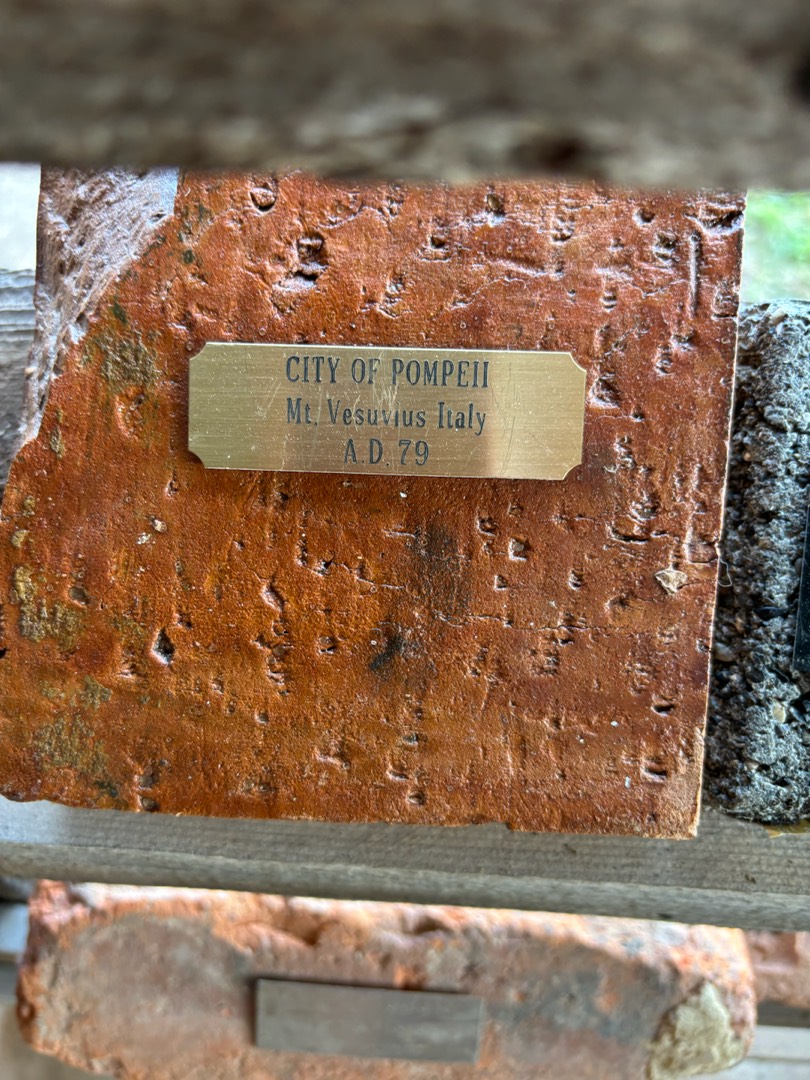 CITY OF POMPEII
Mt. Vesuvius Italy
A.D. 79